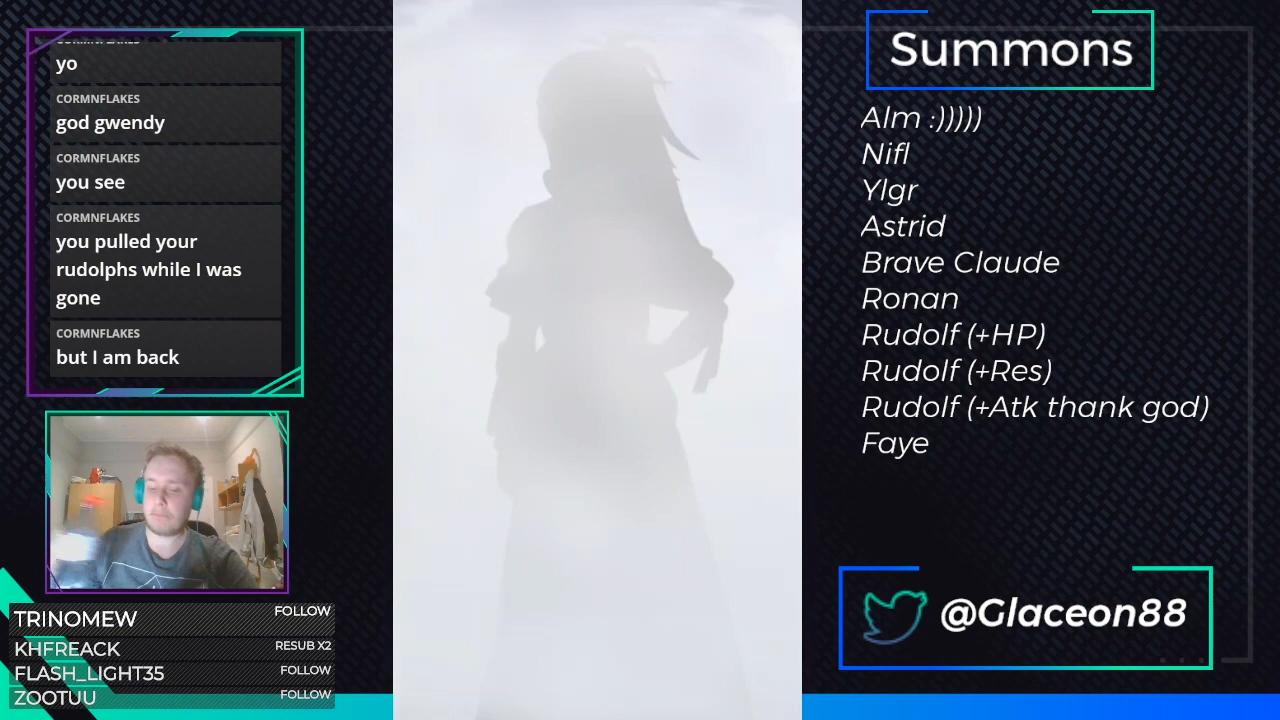 CORMNFLAKES
yo
CORMNFLAKES
god gwendy
CORMNFLAKES
you see
CORMNFLAKES
you pulled your
rudolphs while I was
gone
CORMNFLAKES
but I am back
TRINOMEW FOLLOW
KHFREACK RESUB X2
FLASH_LIGHT35 FOLLOW
ZOOTUU FOLLOW
Summons
Alm :)))))
Nifl
Ylgr
Astrid
Brave Claude
Ronan
Rudolf (+HP)
Rudolf (+Res)
Rudolf (+Atk thank god)
Faye
@Glaceon88